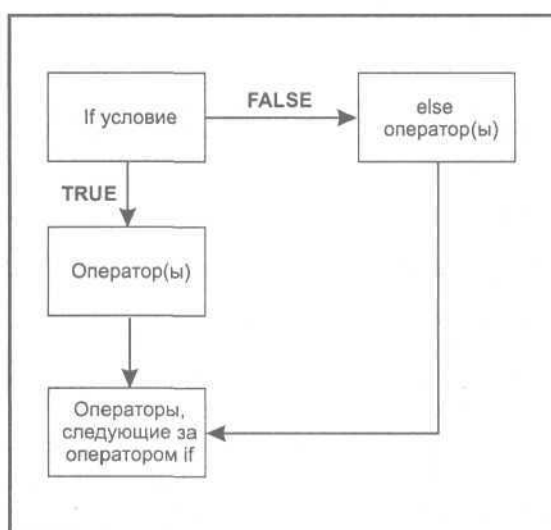 If условие
FALSE
else
оператор(ы)
TRUE
Оператор(ы)
Операторы,
следующие за
оператором if